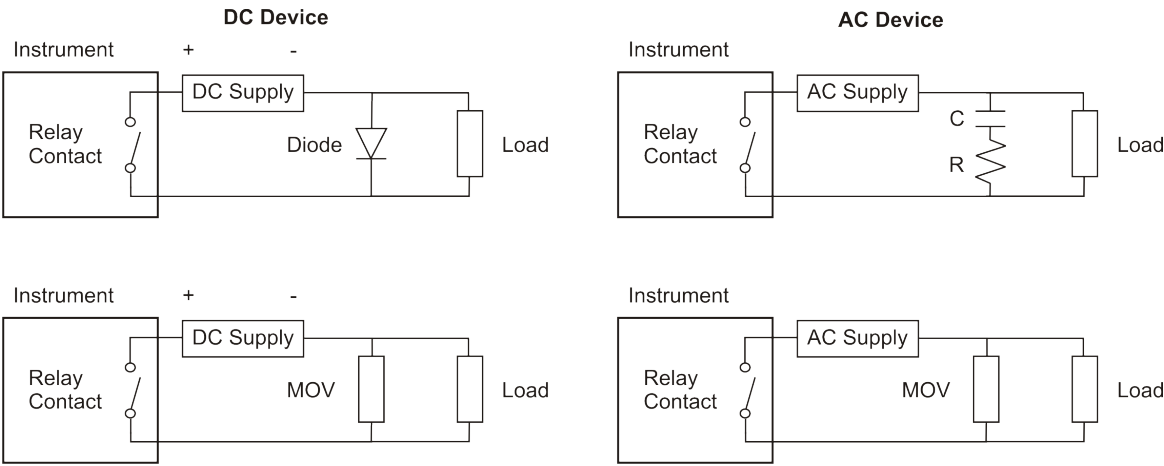 DC Device
Instrument + -
DC Supply
Relay
Contact
Diode
Load
AC Device
Instrument
AC Supply
Relay
Contact
C
R
Load
Instrument + -
DC Supply
Relay
Contact
MOV
Load
Instrument
AC Supply
Relay
Contact
MOV
Load